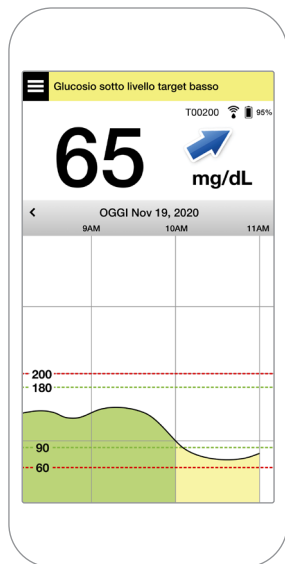 Glucosio sotto livello target basso
T00200 95%
65
mg/dL
OGGI Nov 19, 2020
9AM 10AM 11AM
200
180
90
60